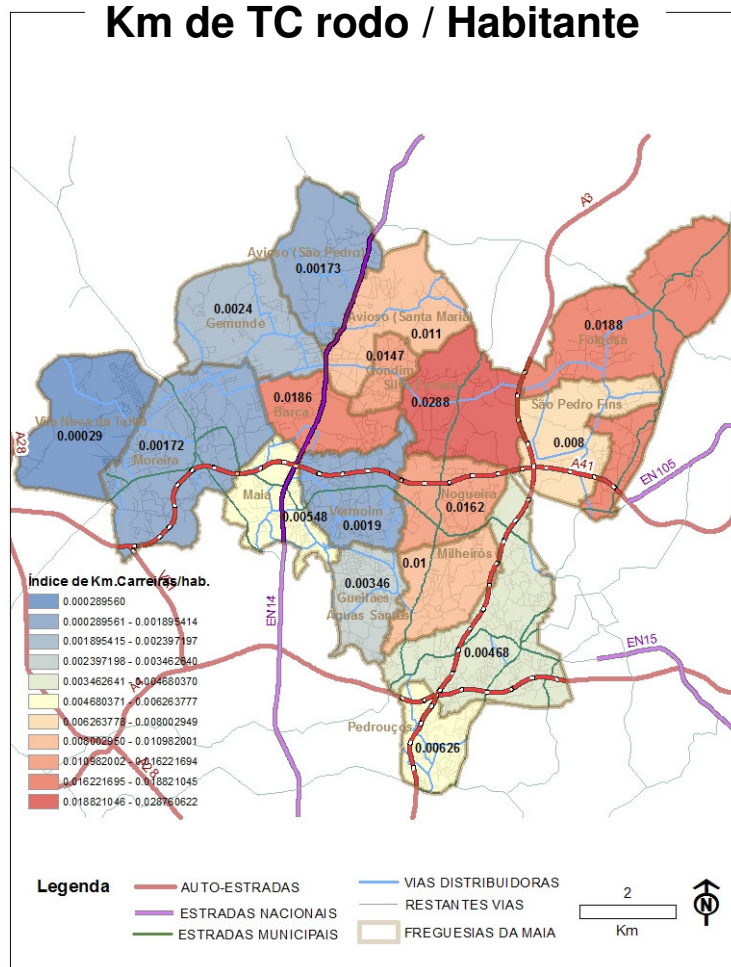 Km de TC rodo / Habitante
A3
Avioso (São Pedro)
0.00173
0.0024
Gemunde
Avioso (Santa Maria)
0.011
0.0147
Gondim
0.0188
Folgosa
0.0186
Barca
0.0288
São Pedro Fins
0.008
Vila Nova da Telha
0.00029
A28
0.00172
Moreira
A41
EN105
Maia
0.00548
Vermoim
0.0019
Nogueira
0.0162
Milheirós
0.01
0.00346
Gueifães
Águas Santas
EN14
EN15
0.00468
Pedrouços
0.00626
Índice de Km.Carreiras/hab.
0.000289560
0.000289561 - 0.001895414
0.001895415 - 0.002397197
0.002397198 - 0.003462640
0.003462641 - 0.004680370
0.004680371 - 0.006263777
0.006263778 - 0.008002949
0.008002950 - 0.010982001
0.010982002 - 0.016221694
0.016221695 - 0.018821045
0.018821046 - 0.028760622
A28
Legenda
AUTO-ESTRADAS
ESTRADAS NACIONAIS
ESTRADAS MUNICIPAIS
VIAS DISTRIBUIDORAS
RESTANTES VIAS
FREGUESIAS DA MAIA
2
Km
N